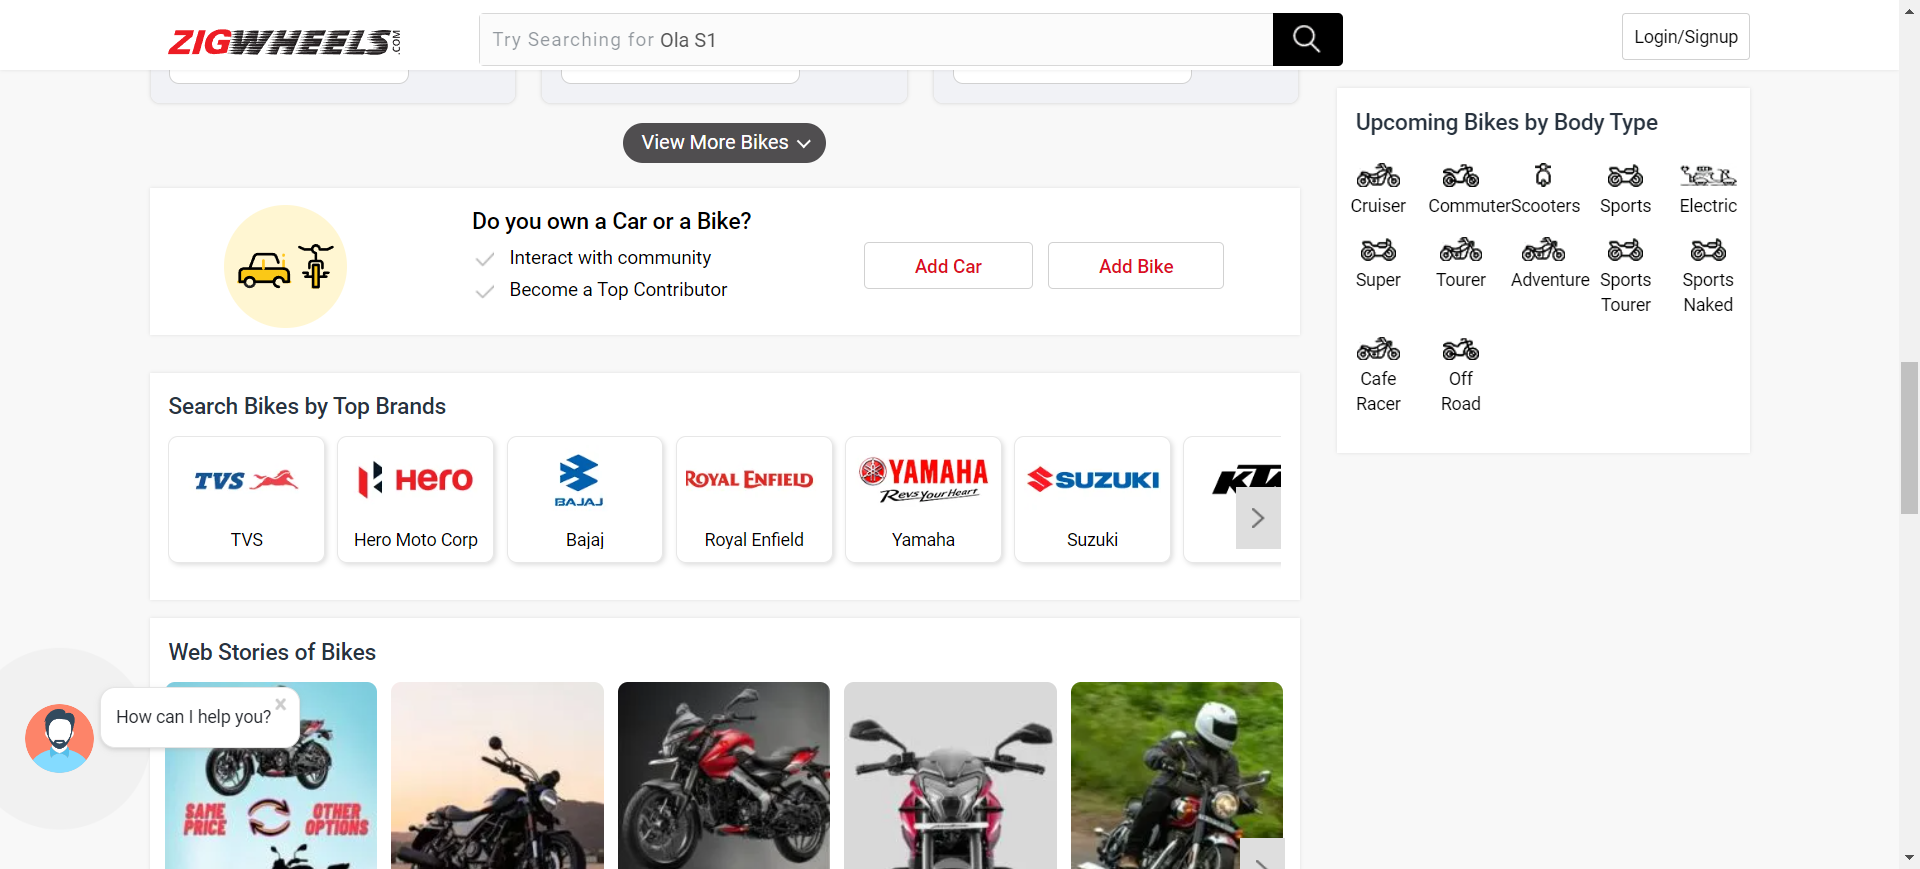 ZIGWHEELS.COM
Try Searching for Ola S1
Login/Signup
View More Bikes
Do you own a Car or a Bike?
Interact with community
Become a Top Contributor
Add Car
Add Bike
Upcoming Bikes by Body Type
Cruiser
Commuter
Scooters
Sports
Electric
Super
Tourer
Adventure
Sports
Tourer
Sports
Naked
Cafe
Racer
Off
Road
Search Bikes by Top Brands
TVS
HERO
BAJAJ
ROYAL ENFIELD
YAMAHA
Revs Your Heart
SUZUKI
KTM
TVS
Hero Moto Corp
Bajaj
Royal Enfield
Yamaha
Suzuki
Web Stories of Bikes
How can I help you?
×
SAME
PRICE
OTHER
OPTIONS